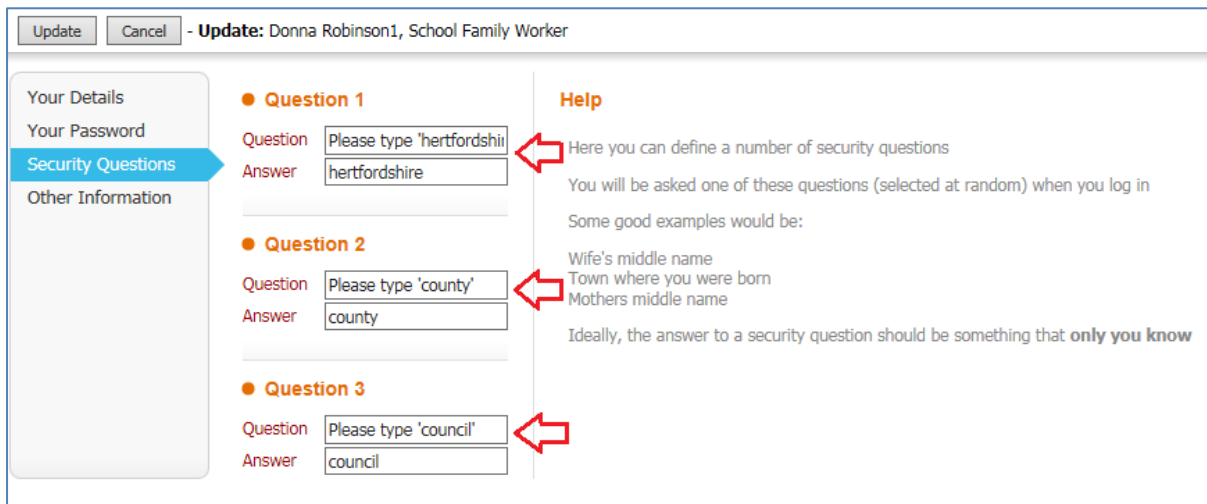 Update Cancel - Update: Donna Robinson1, School Family Worker
Your Details
Your Password
Security Questions
Other Information
Question 1
Question Please type 'hertfordshi
Answer hertfordshire
Question 2
Question Please type 'county'
Answer county
Question 3
Question Please type 'council'
Answer council
Help
Here you can define a number of security questions
You will be asked one of these questions (selected at random) when you log in
Some good examples would be:
Wife's middle name
Town where you were born
Mothers middle name
Ideally, the answer to a security question should be something that only you know